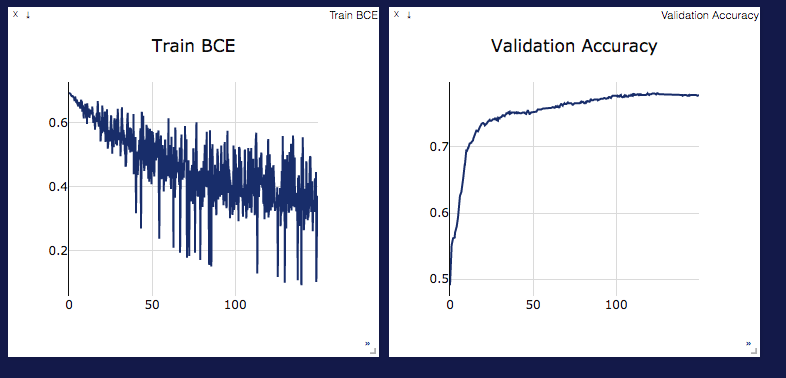 X ↓ Train BCE
Train BCE
0.6
0.4
0.2
0 50 100
»
X ↓ Validation Accuracy
Validation Accuracy
0.7
0.6
0.5
0 50 100
»